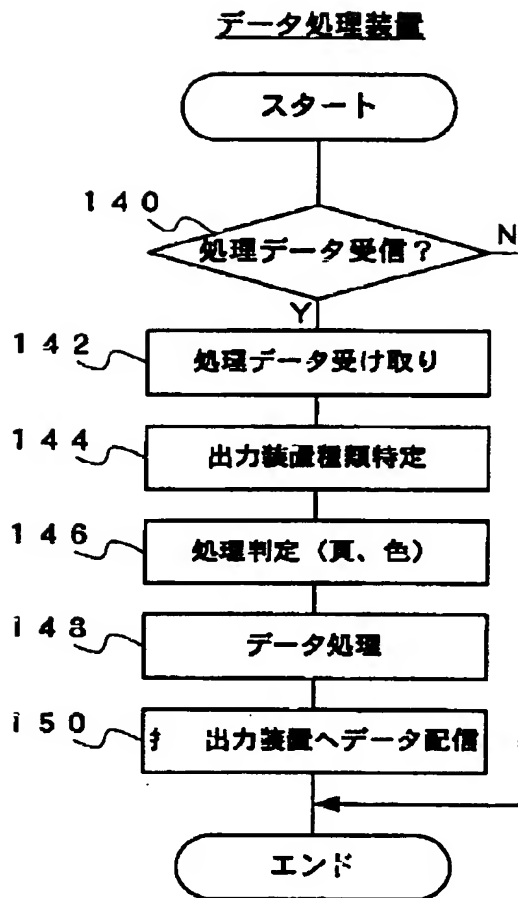 データ処理装置
スタート
140
処理データ受信？
N
Y
142
処理データ受け取り
144
出力装置種類特定
146
処理判定（頁、色）
148
データ処理
150
出力装置へデータ配信
エンド